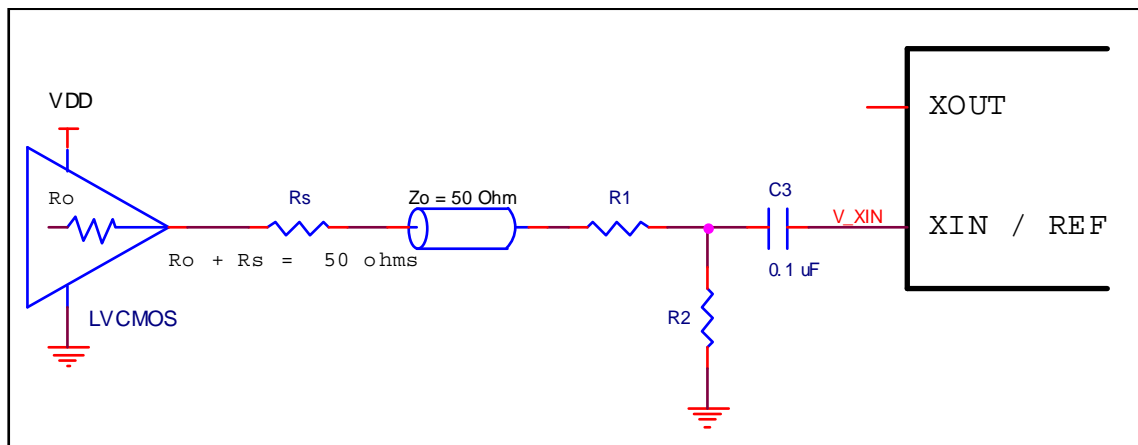 VDD
XOUT
Ro
Rs
Zo = 50 Ohm
R1
C3
V_XIN
XIN / REF
Ro + Rs = 50 ohms
0.1 uF
LVCMOS
R2